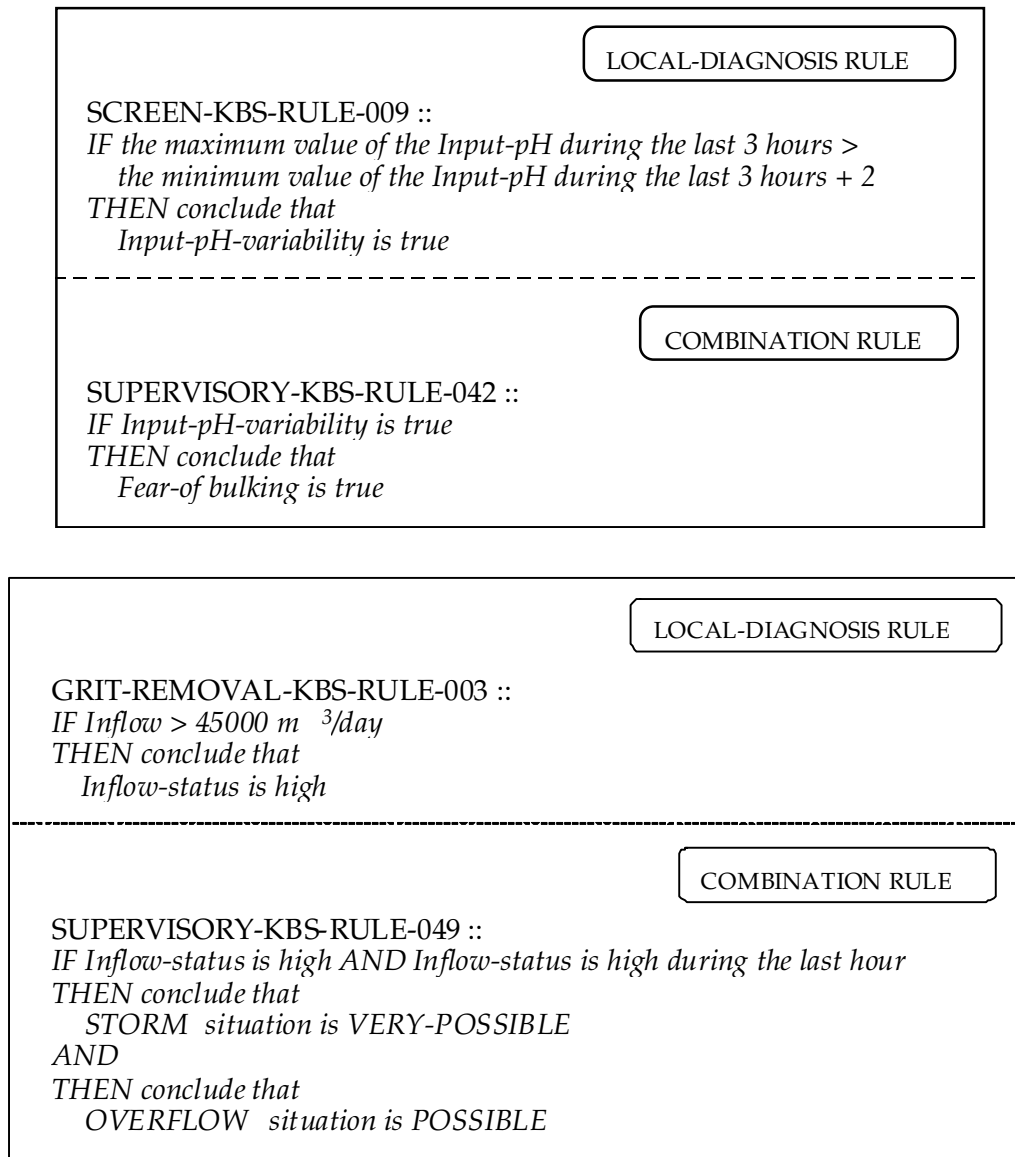 LOCAL-DIAGNOSIS RULE
SCREEN-KBS-RULE-009 ::
IF the maximum value of the Input-pH during the last 3 hours >
the minimum value of the Input-pH during the last 3 hours + 2
THEN conclude that
Input-pH-variability is true
COMBINATION RULE
SUPERVISORY-KBS-RULE-042 ::
IF Input-pH-variability is true
THEN conclude that
Fear-of bulking is true
LOCAL-DIAGNOSIS RULE
GRIT-REMOVAL-KBS-RULE-003 ::
IF Inflow > 45000 m 3/day
THEN conclude that
Inflow-status is high
COMBINATION RULE
SUPERVISORY-KBS-RULE-049 ::
IF Inflow-status is high AND Inflow-status is high during the last hour
THEN conclude that
STORM situation is VERY-POSSIBLE
AND
THEN conclude that
OVERFLOW situation is POSSIBLE